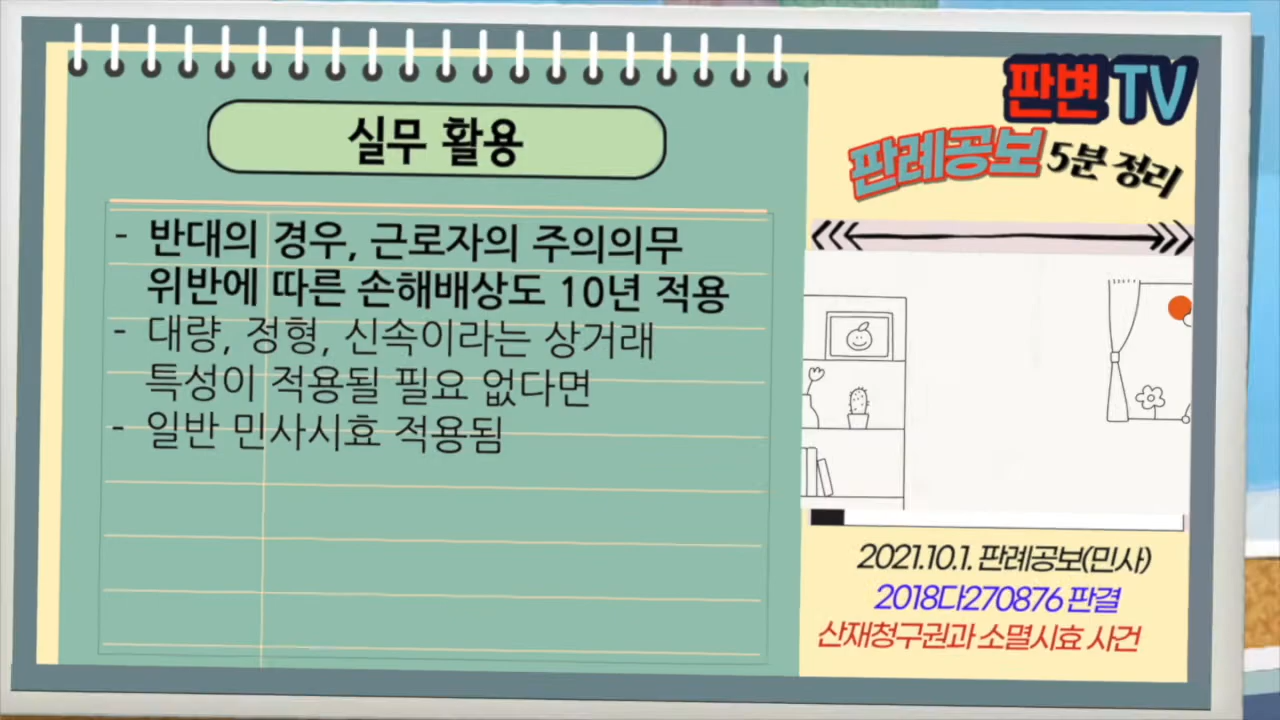 실무 활용
- 반대의 경우, 근로자의 주의의무
위반에 따른 손해배상도 10년 적용
- 대량, 정형, 신속이라는 상거래
특성이 적용될 필요 없다면
- 일반 민사시효 적용됨
판변 TV
판례공보 5분 정리
2021.10.1. 판례공보(민사)
2018다270876 판결
산재청구권과 소멸시효 사건